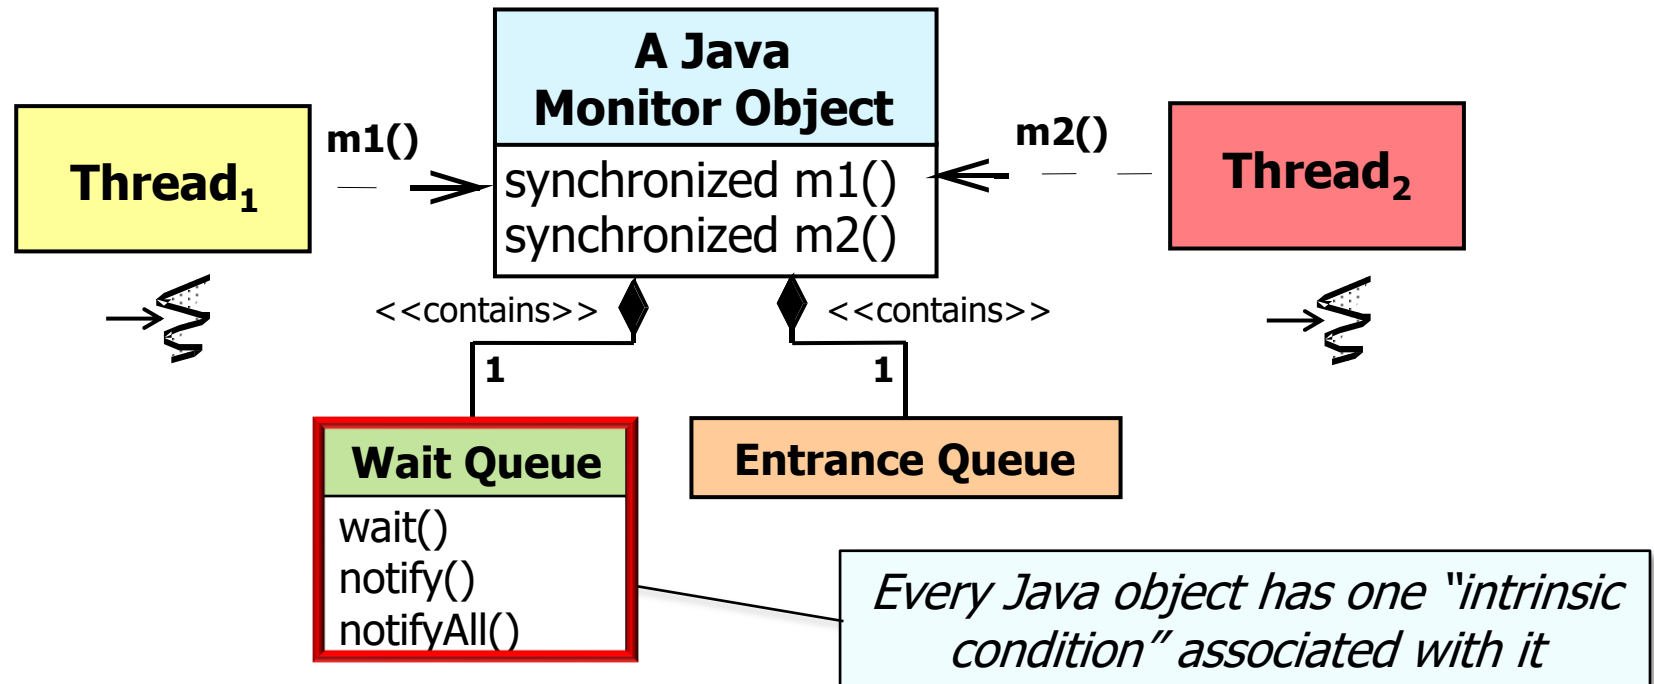 A Java
Monitor Object
synchronized m1()
synchronized m2()
Thread₁
m1()
m2()
Thread₂
<<contains>>
<<contains>>
1
1
Wait Queue
wait()
notify()
notifyAll()
Entrance Queue
Every Java object has one “intrinsic
condition” associated with it